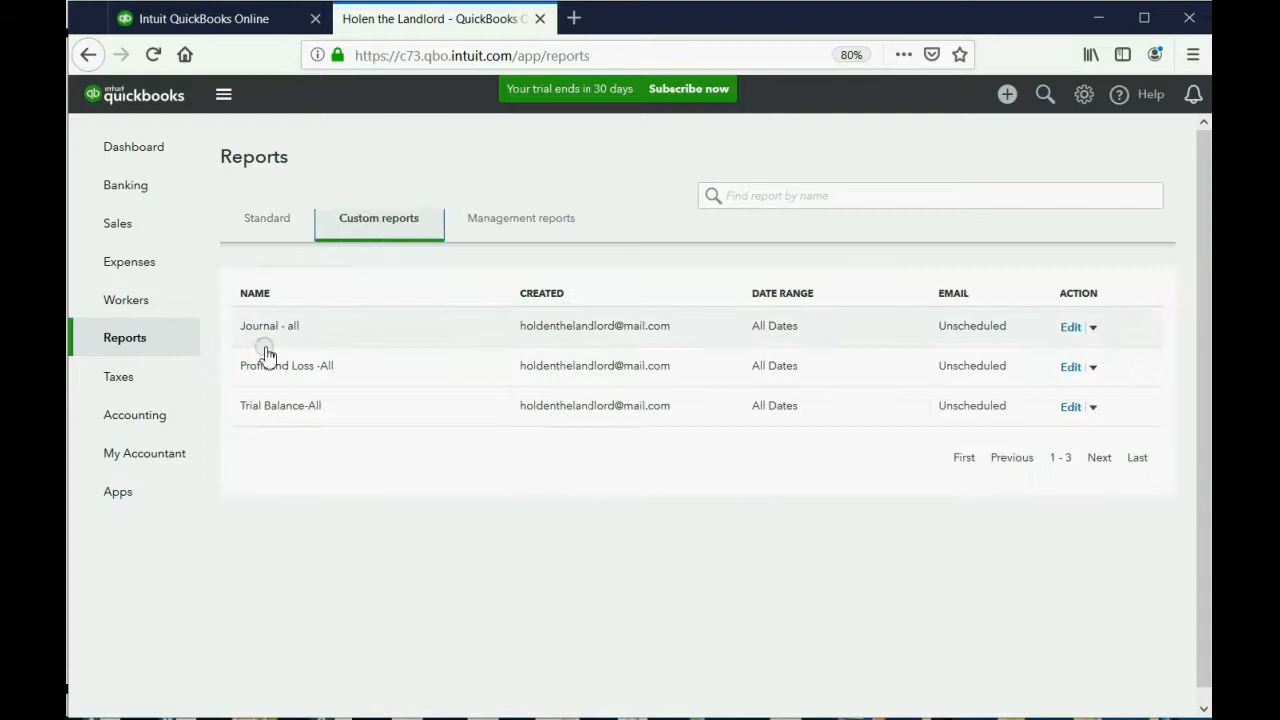 Intuit QuickBooks Online
Holen the Landlord - QuickBooks O
https://c73.qbo.intuit.com/app/reports
80%
intuit quickbooks
Your trial ends in 30 days Subscribe now
Help
Dashboard
Banking
Sales
Expenses
Workers
Reports
Taxes
Accounting
My Accountant
Apps
Reports
Find report by name
Standard Custom reports Management reports
NAME CREATED DATE RANGE EMAIL ACTION
Journal - all holdenthelandlord@mail.com All Dates Unscheduled Edit
Profit and Loss -All holdenthelandlord@mail.com All Dates Unscheduled Edit
Trial Balance-All holdenthelandlord@mail.com All Dates Unscheduled Edit
First Previous 1 - 3 Next Last